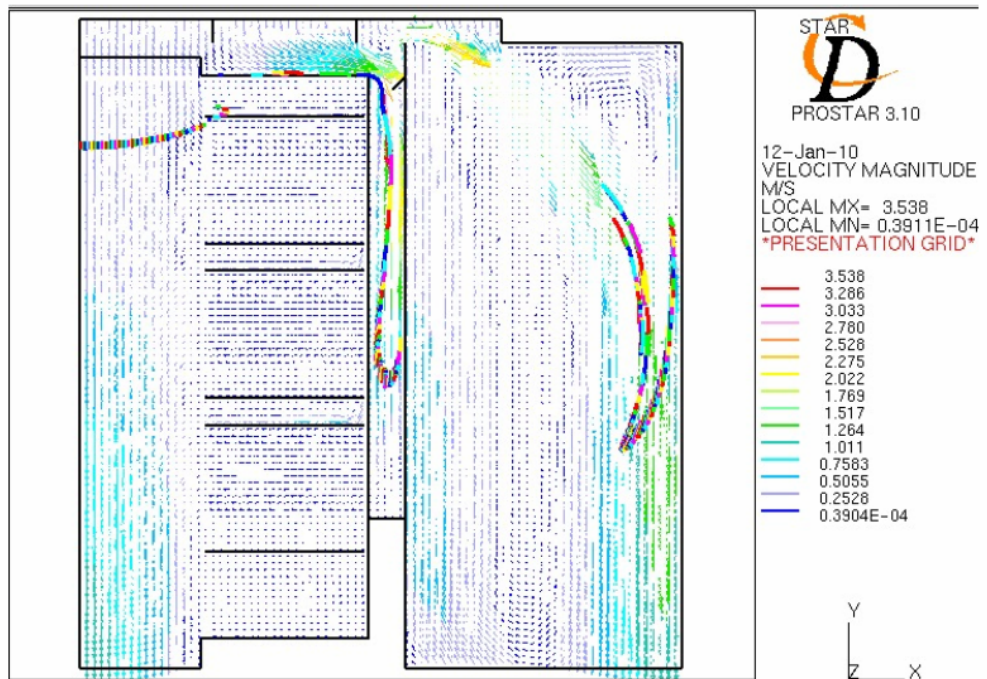 STAR
D
PROSTAR 3.10
12-Jan-10
VELOCITY MAGNITUDE
M/S
LOCAL MX= 3.538
LOCAL MN= 0.3911E-04
*PRESENTATION GRID*
3.538
3.286
3.033
2.780
2.528
2.275
2.022
1.769
1.517
1.264
1.011
0.7583
0.5055
0.2528
0.3904E-04
Y
Z X